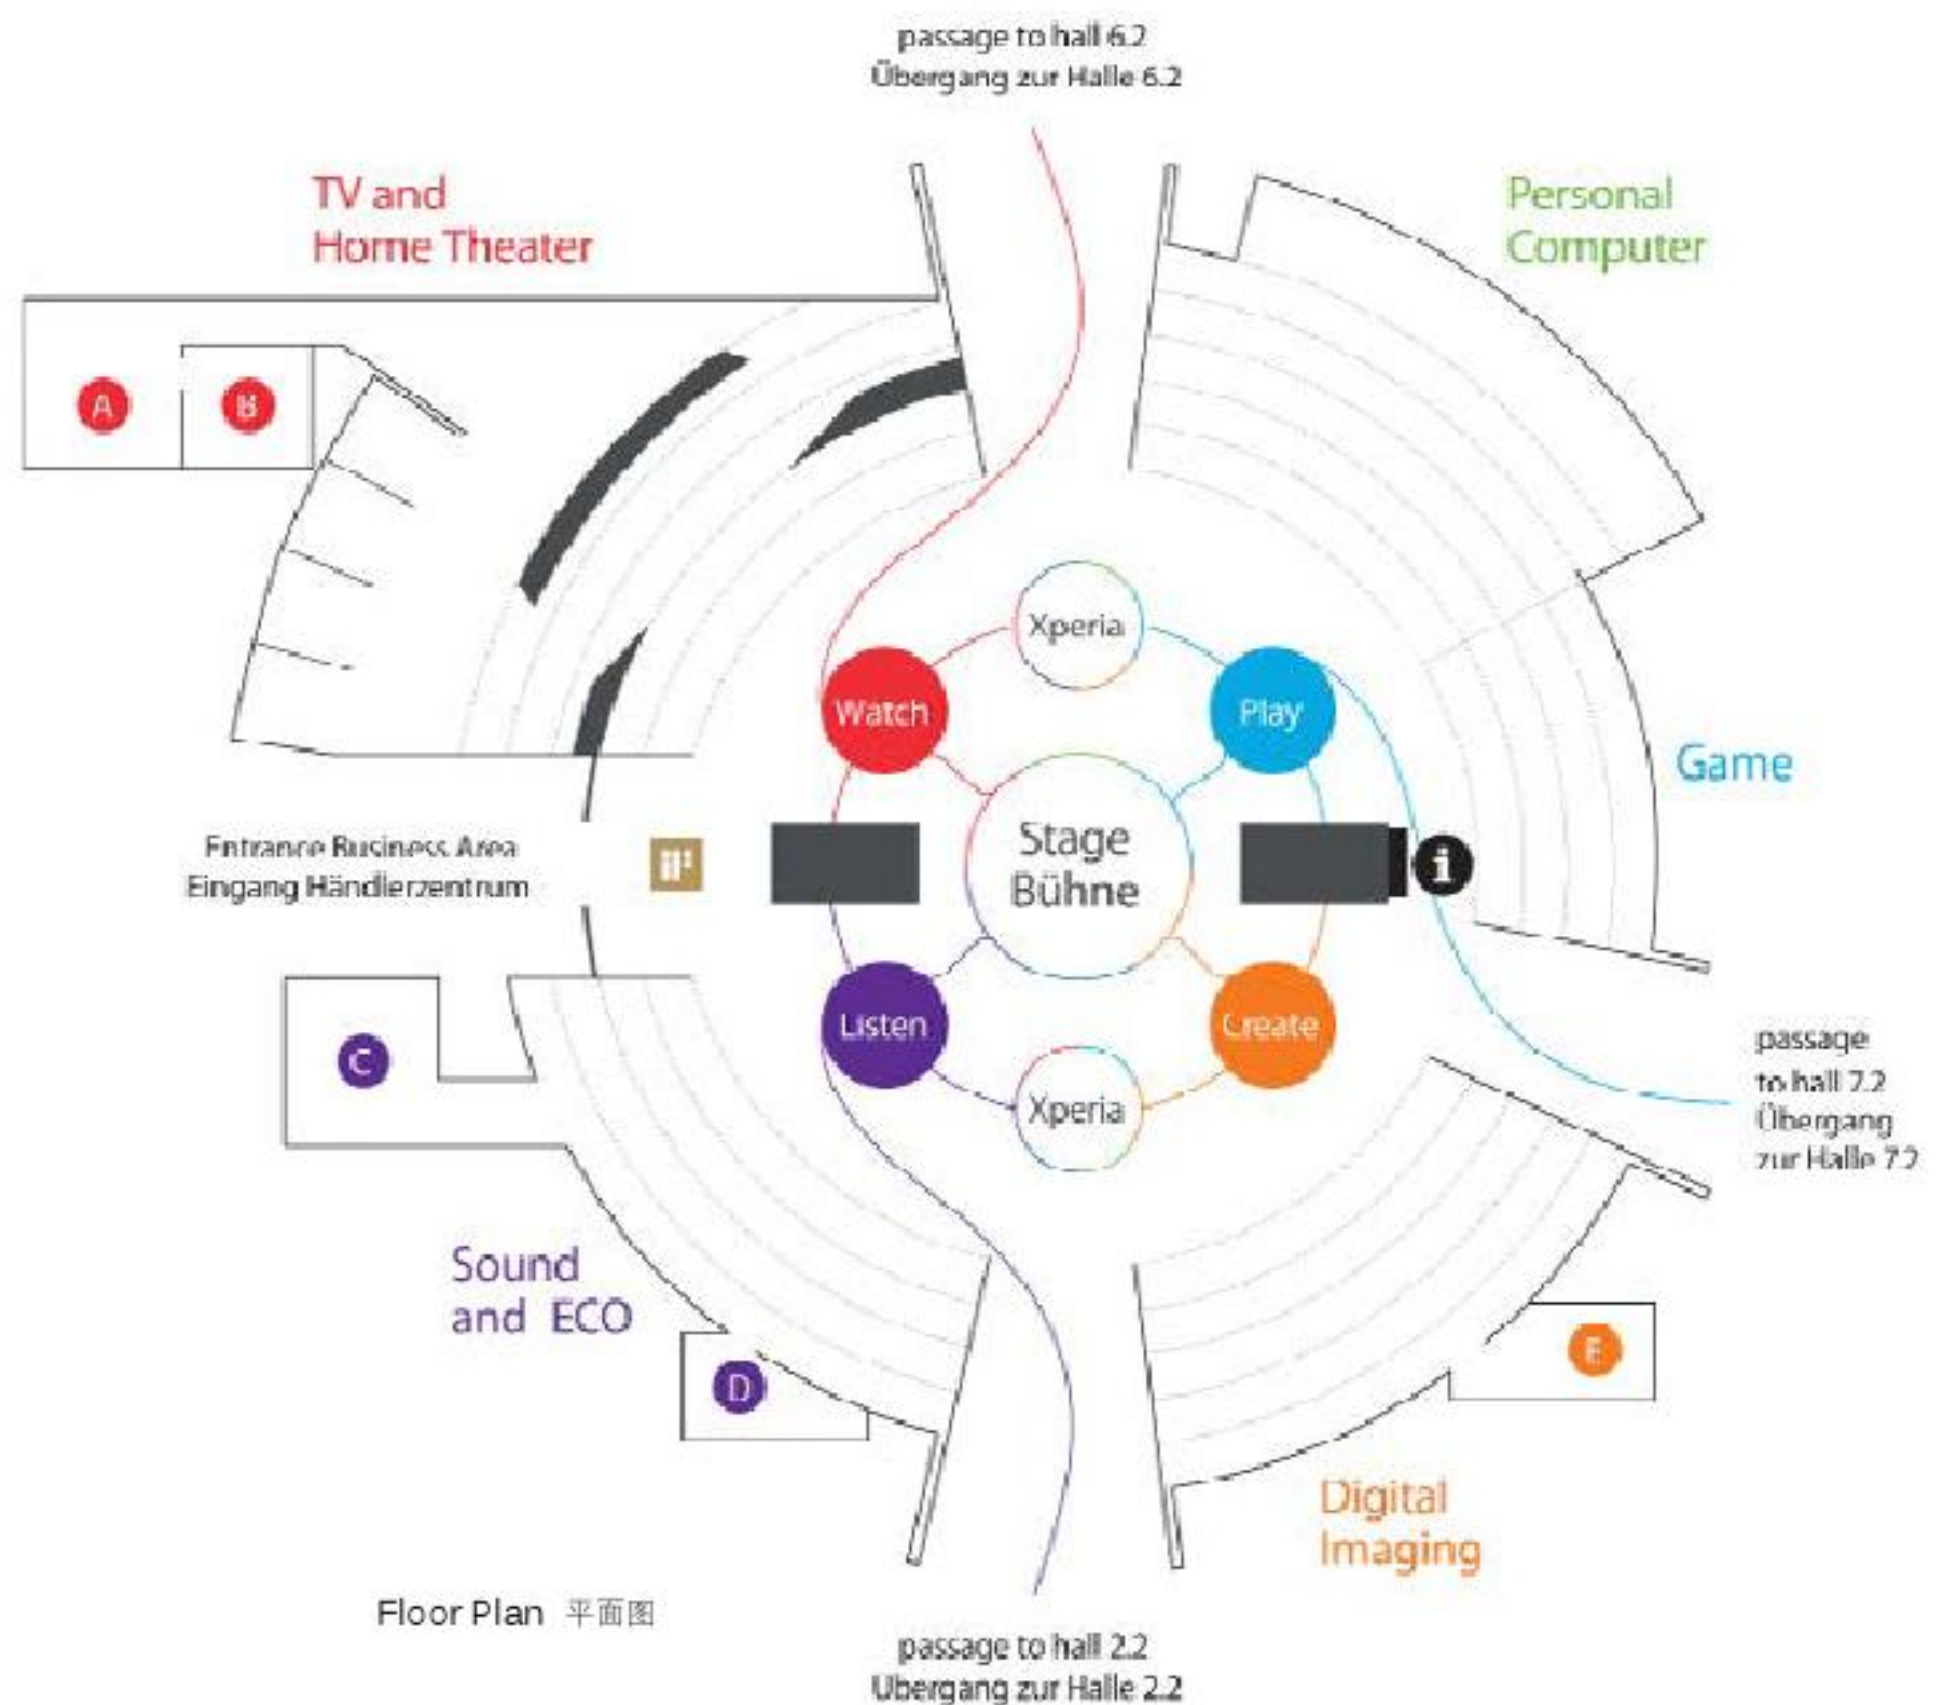 passage to hall 6.2
Übergang zur Halle 6.2
TV and
Home Theater
Personal
Computer
A
B
Xperia
Watch
Play
Game
Entrance Business Area
Eingang Händlerzentrum
Stage
Bühne
i
Listen
Create
C
Xperia
passage
to hall 7.2
Übergang
zur Halle 7.2
Sound
and ECO
D
E
Digital
Imaging
Floor Plan 平面图
passage to hall 2.2
Übergang zur Halle 2.2